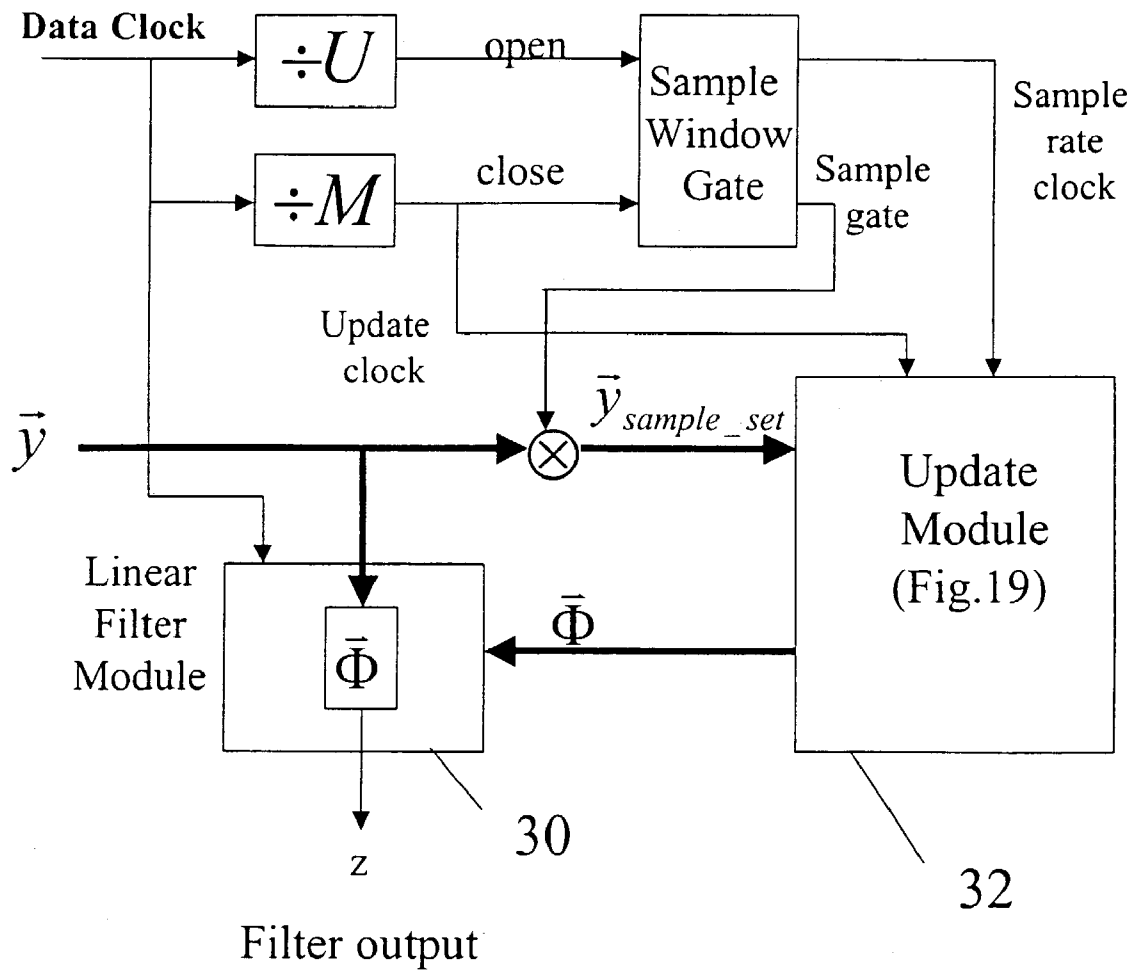 Data Clock
÷U
open
Sample
Window
Gate
Sample
rate
clock
÷M
close
Sample
gate
Update
clock
y⃗
y⃗ sample_set
Update
Module
(Fig.19)
Linear
Filter
Module
Φ⃗
Φ⃗
30
32
z
Filter output